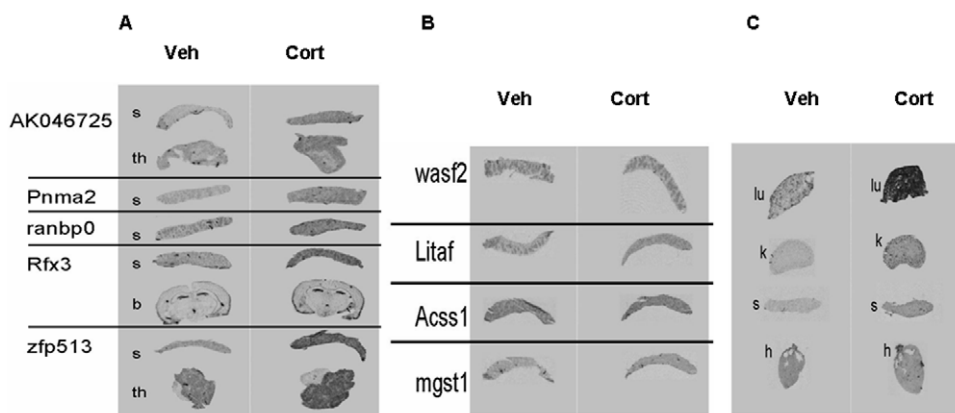 A
B
C
Veh Cort
Veh Cort
Veh Cort
AK046725
s
th
Pnma2
s
ranbp0
s
Rfx3
s
b
zfp513
s
th
wasf2
Litaf
Acss1
mgst1
lu lu
k k
s s
h h